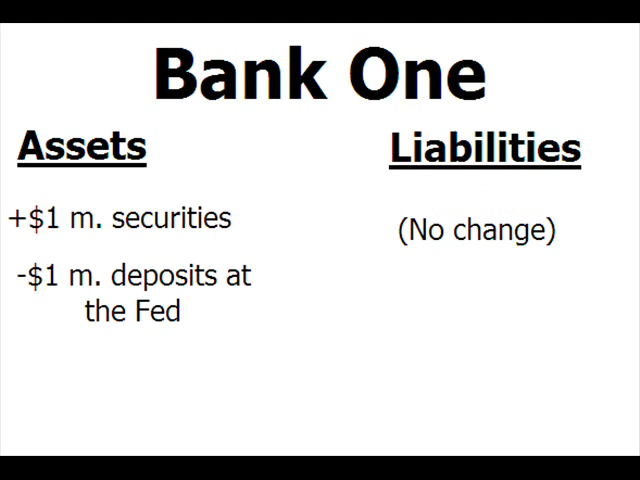 Bank One
Assets
Liabilities
+$1 m. securities
(No change)
-$1 m. deposits at
the Fed